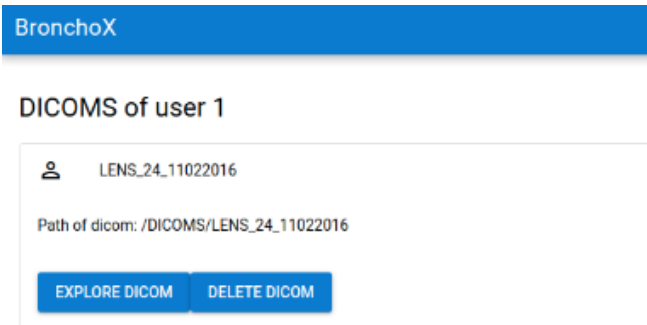 BronchoX
DICOMS of user 1
LENS_24_11022016
Path of dicom: /DICOMS/LENS_24_11022016
EXPLORE DICOM DELETE DICOM